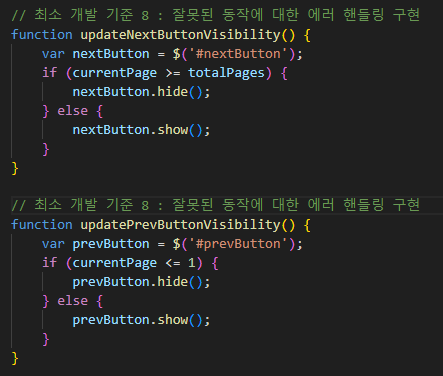 // 최소 개발 기준 8 : 잘못된 동작에 대한 에러 핸들링 구현
function updateNextButtonVisibility() {
    var nextButton = $('#nextButton');
    if (currentPage >= totalPages) {
        nextButton.hide();
    } else {
        nextButton.show();
    }
}

// 최소 개발 기준 8 : 잘못된 동작에 대한 에러 핸들링 구현
function updatePrevButtonVisibility() {
    var prevButton = $('#prevButton');
    if (currentPage <= 1) {
        prevButton.hide();
    } else {
        prevButton.show();
    }
}